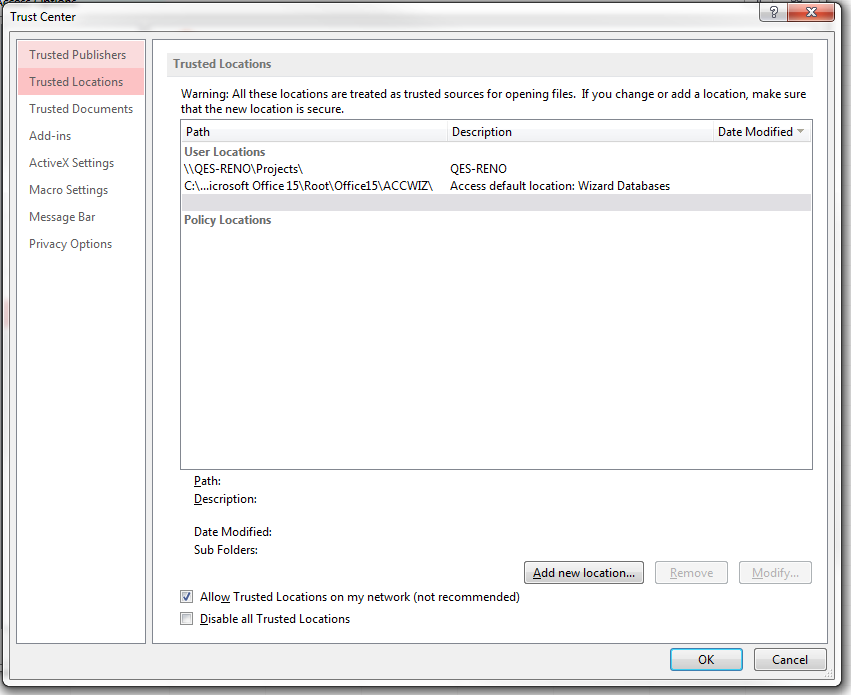 Trust Center
?
Trusted Publishers
Trusted Locations
Trusted Documents
Add-ins
ActiveX Settings
Macro Settings
Message Bar
Privacy Options
Trusted Locations
Warning: All these locations are treated as trusted sources for opening files. If you change or add a location, make sure
that the new location is secure.
Path Description Date Modified
User Locations
\\QES-RENO\Projects\ QES-RENO
C:\...icrosoft Office 15\Root\Office15\ACCWIZ\ Access default location: Wizard Databases
Policy Locations
Path:
Description:
Date Modified:
Sub Folders:
Add new location... Remove Modify...
Allow Trusted Locations on my network (not recommended)
Disable all Trusted Locations
OK Cancel